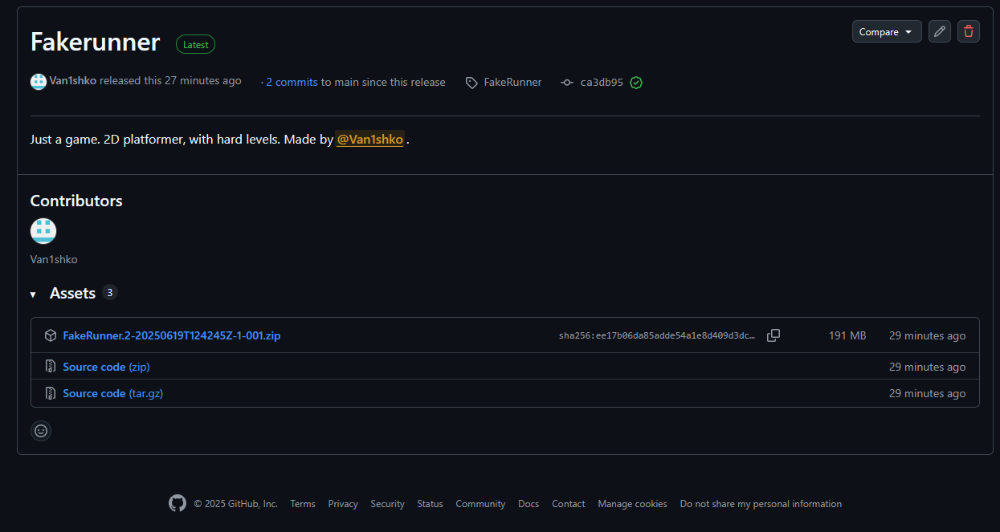 Fakerunner Latest Compare
Van1shko released this 27 minutes ago · 2 commits to main since this release FakeRunner ca3db95
Just a game. 2D platformer, with hard levels. Made by @Van1shko .
Contributors
Van1shko
Assets 3
FakeRunner.2-20250619T124245Z-1-001.zip sha256:ee17b06da85adde54a1e8d409d3dc... 191 MB 29 minutes ago
Source code (zip) 29 minutes ago
Source code (tar.gz) 29 minutes ago
© 2025 GitHub, Inc. Terms Privacy Security Status Community Docs Contact Manage cookies Do not share my personal information